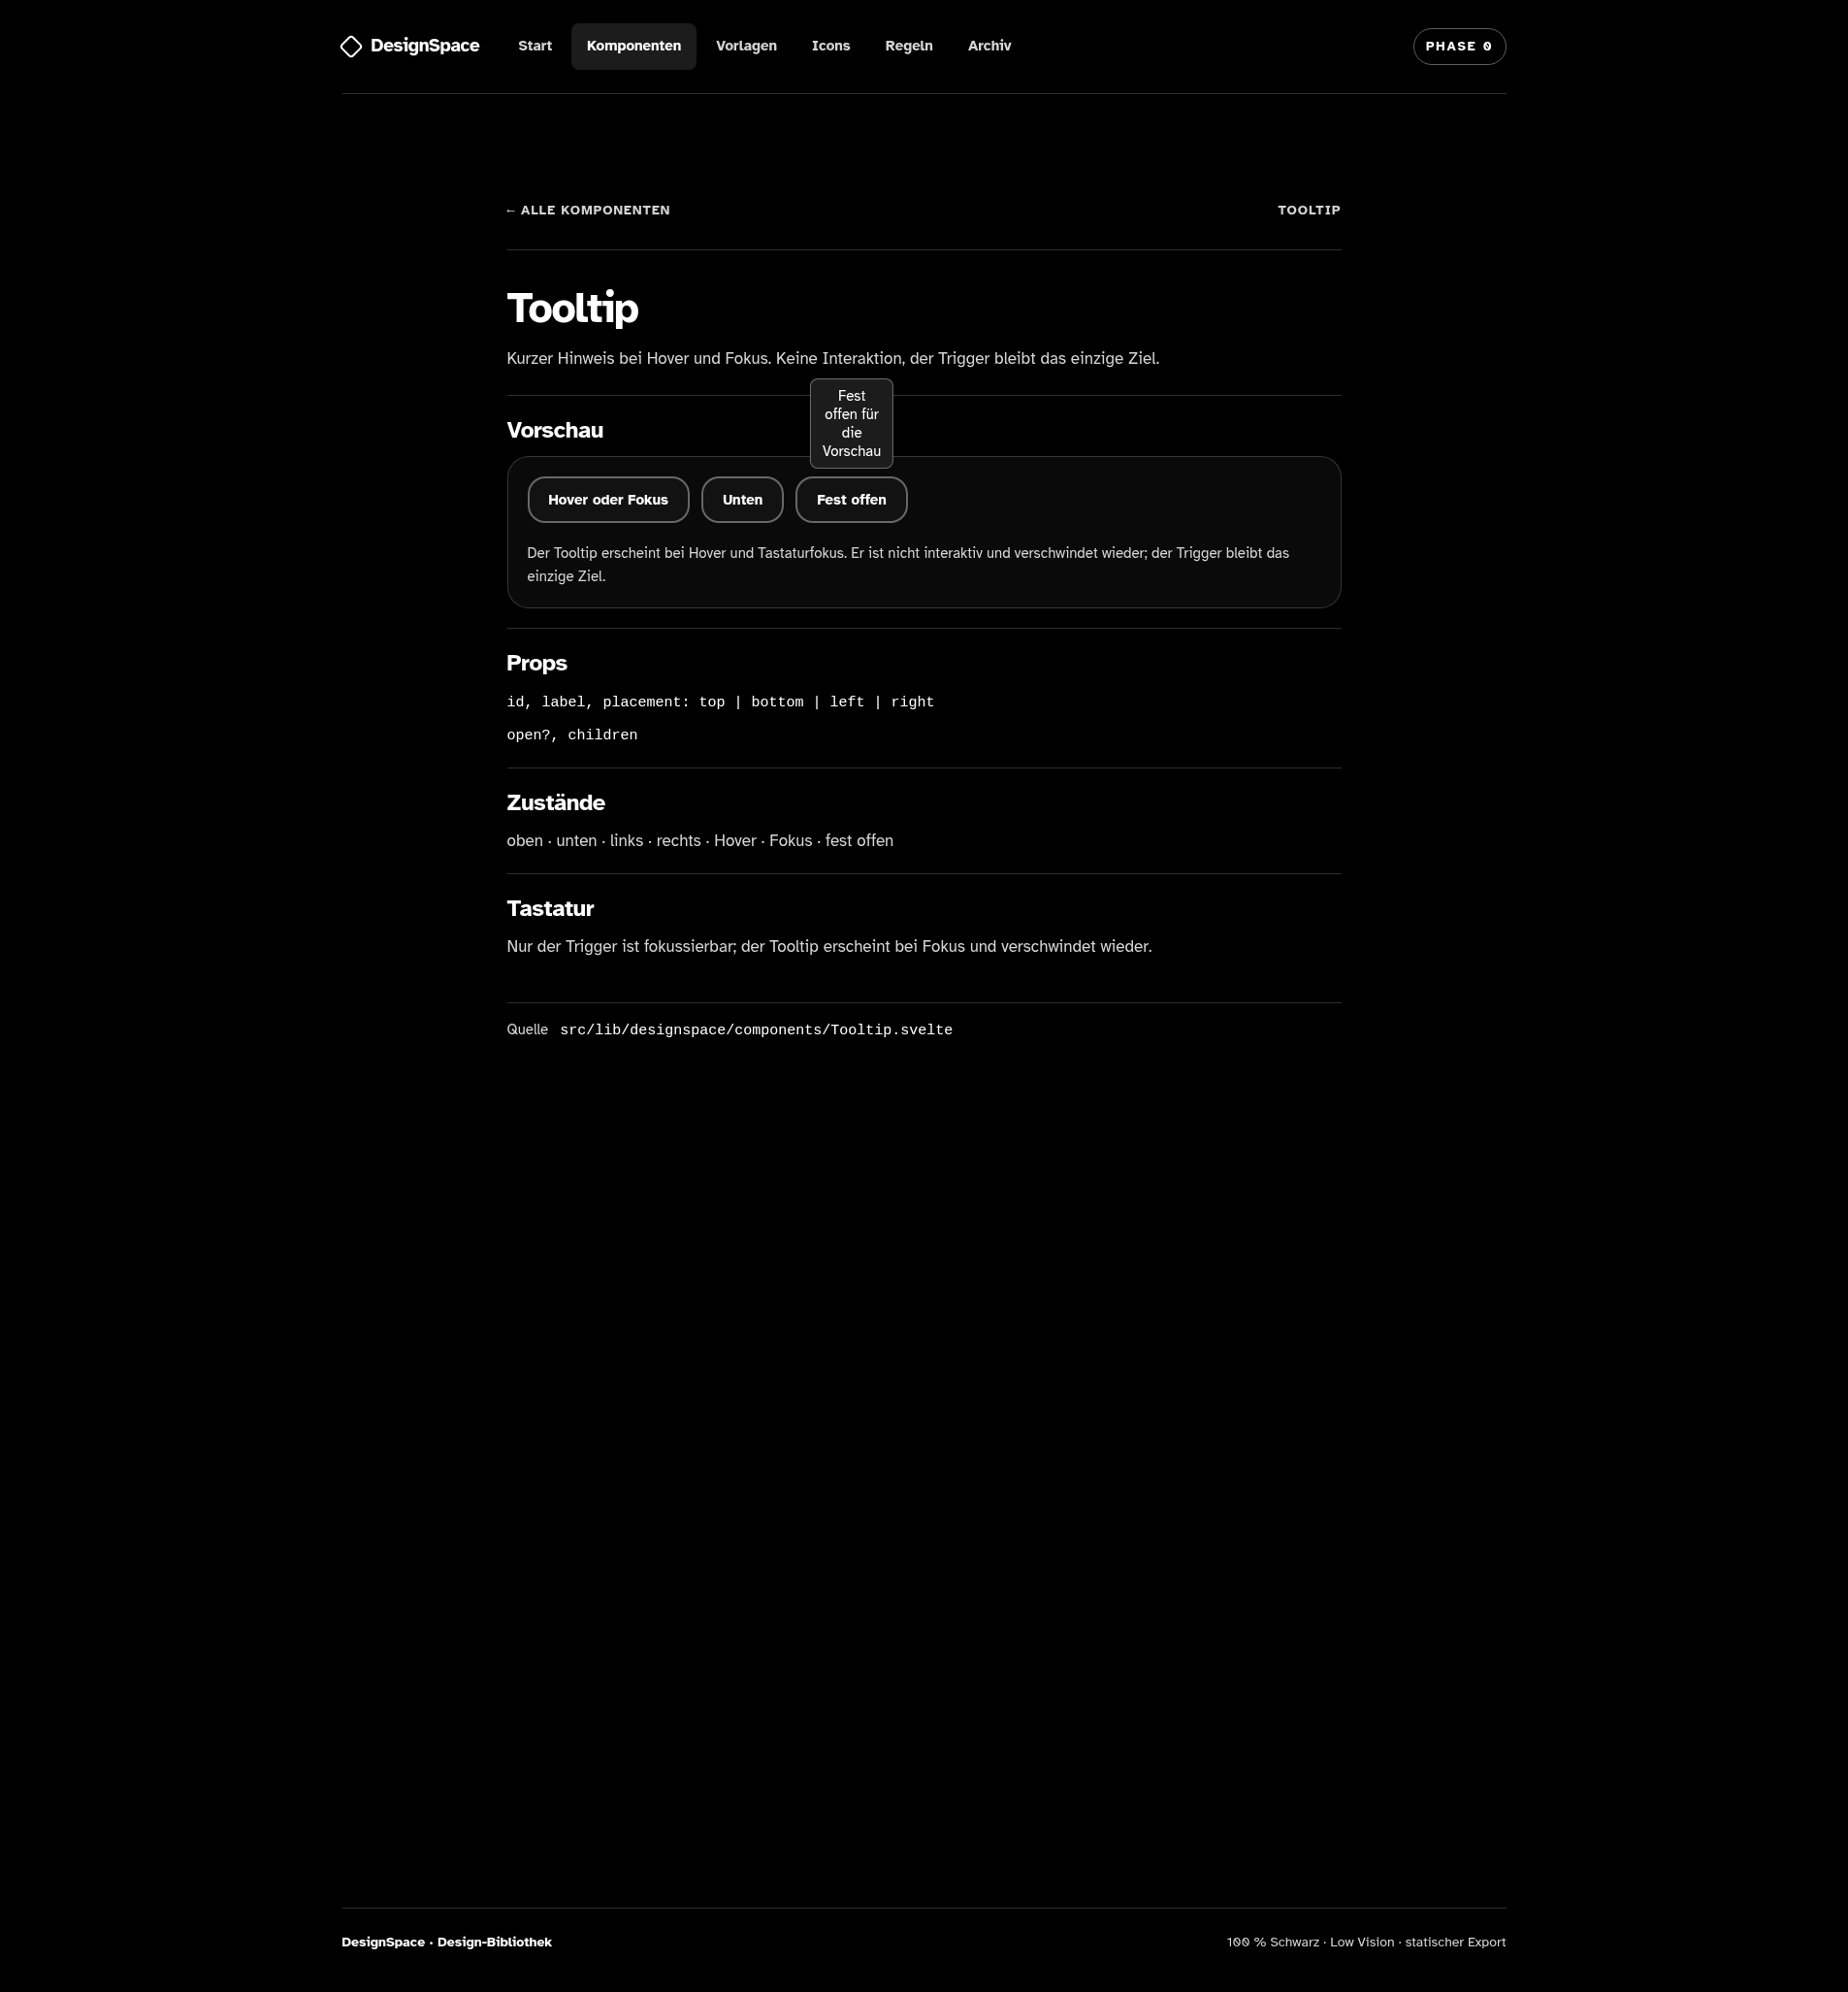 DesignSpace
Start
Komponenten
Vorlagen
Icons
Regeln
Archiv
PHASE 0
← ALLE KOMPONENTEN
TOOLTIP
Tooltip
Kurzer Hinweis bei Hover und Fokus. Keine Interaktion, der Trigger bleibt das einzige Ziel.
Vorschau
Fest
offen für
die
Vorschau
Hover oder Fokus
Unten
Fest offen
Der Tooltip erscheint bei Hover und Tastaturfokus. Er ist nicht interaktiv und verschwindet wieder; der Trigger bleibt das
einzige Ziel.
Props
id, label, placement: top | bottom | left | right
open?, children
Zustände
oben · unten · links · rechts · Hover · Fokus · fest offen
Tastatur
Nur der Trigger ist fokussierbar; der Tooltip erscheint bei Fokus und verschwindet wieder.
Quelle src/lib/designspace/components/Tooltip.svelte
DesignSpace · Design-Bibliothek
100 % Schwarz · Low Vision · statischer Export